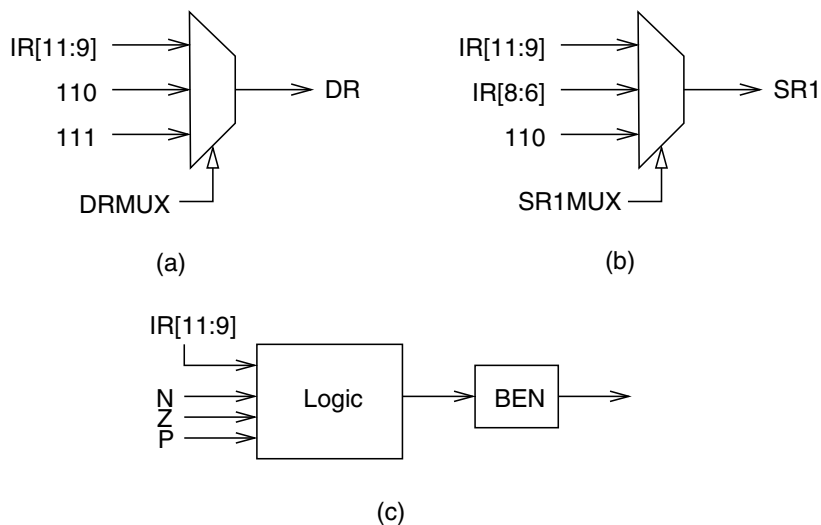 IR[11:9]
110
111
DR
DRMUX
(a)
IR[11:9]
IR[8:6]
110
SR1
SR1MUX
(b)
IR[11:9]
N
Z
P
Logic
BEN
(c)